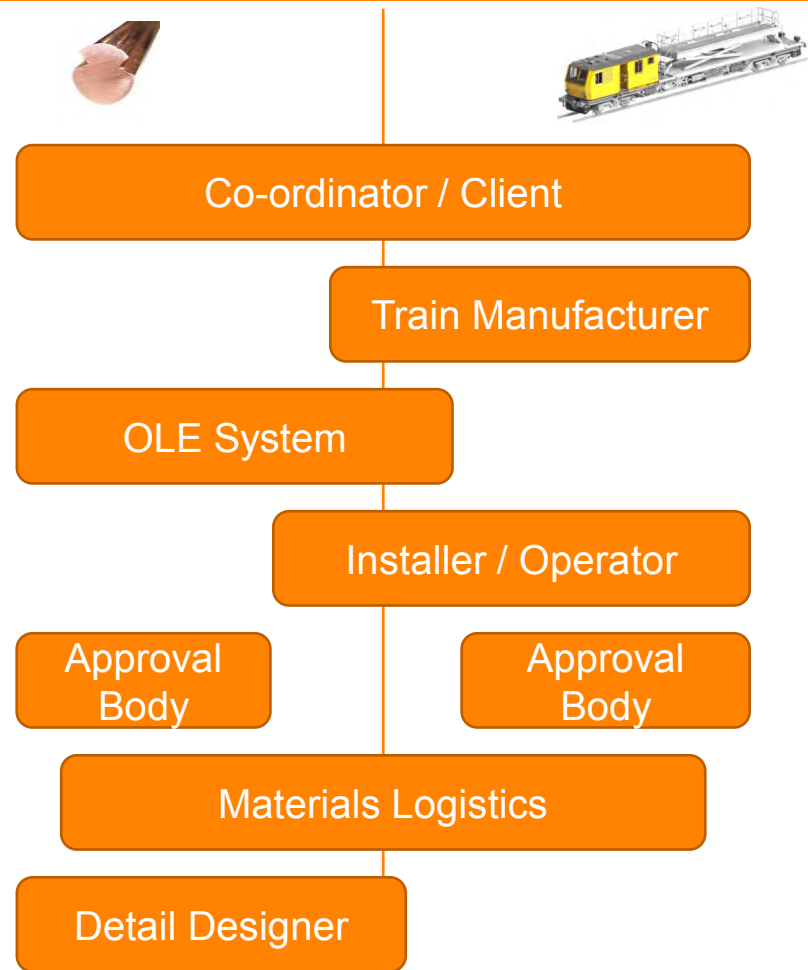 Co-ordinator / Client
Train Manufacturer
OLE System
Installer / Operator
Approval
Body
Approval
Body
Materials Logistics
Detail Designer